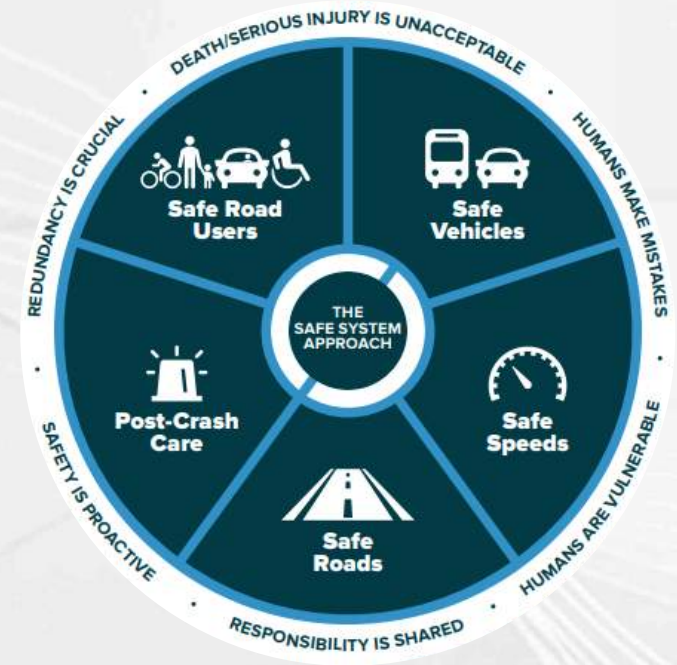 DEATH/SERIOUS INJURY IS UNACCEPTABLE
HUMANS MAKE MISTAKES
HUMANS ARE VULNERABLE
RESPONSIBILITY IS SHARED
SAFETY IS PROACTIVE
REDUNDANCY IS CRUCIAL
Safe Road
Users
Safe
Vehicles
THE
SAFE SYSTEM
APPROACH
Post-Crash
Care
Safe
Speeds
Safe
Roads